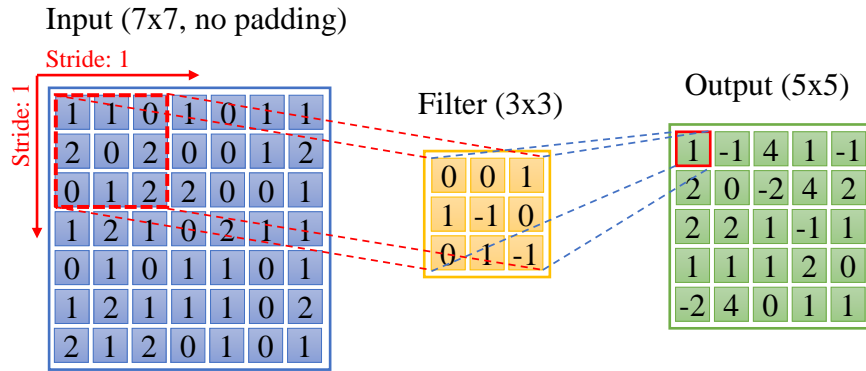 Input (7x7, no padding)
Stride: 1
Stride: 1
1 1 0 1 0 1 1
2 0 2 0 0 1 2
0 1 2 2 0 0 1
1 2 1 0 2 1 1
0 1 0 1 1 0 1
1 2 1 1 1 0 2
2 1 2 0 1 0 1
Filter (3x3)
0 0 1
1 -1 0
0 1 -1
Output (5x5)
1 -1 4 1 -1
2 0 -2 4 2
2 2 1 -1 1
1 1 1 2 0
-2 4 0 1 1